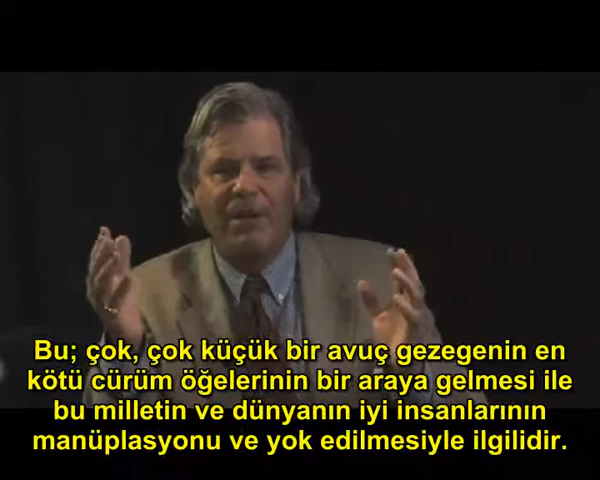 Bu; çok, çok küçük bir avuç gezegenin en
kötü cürüm öğelerinin bir araya gelmesi ile
bu milletin ve dünyanın iyi insanlarının
manüplasyonu ve yok edilmesiyle ilgilidir.